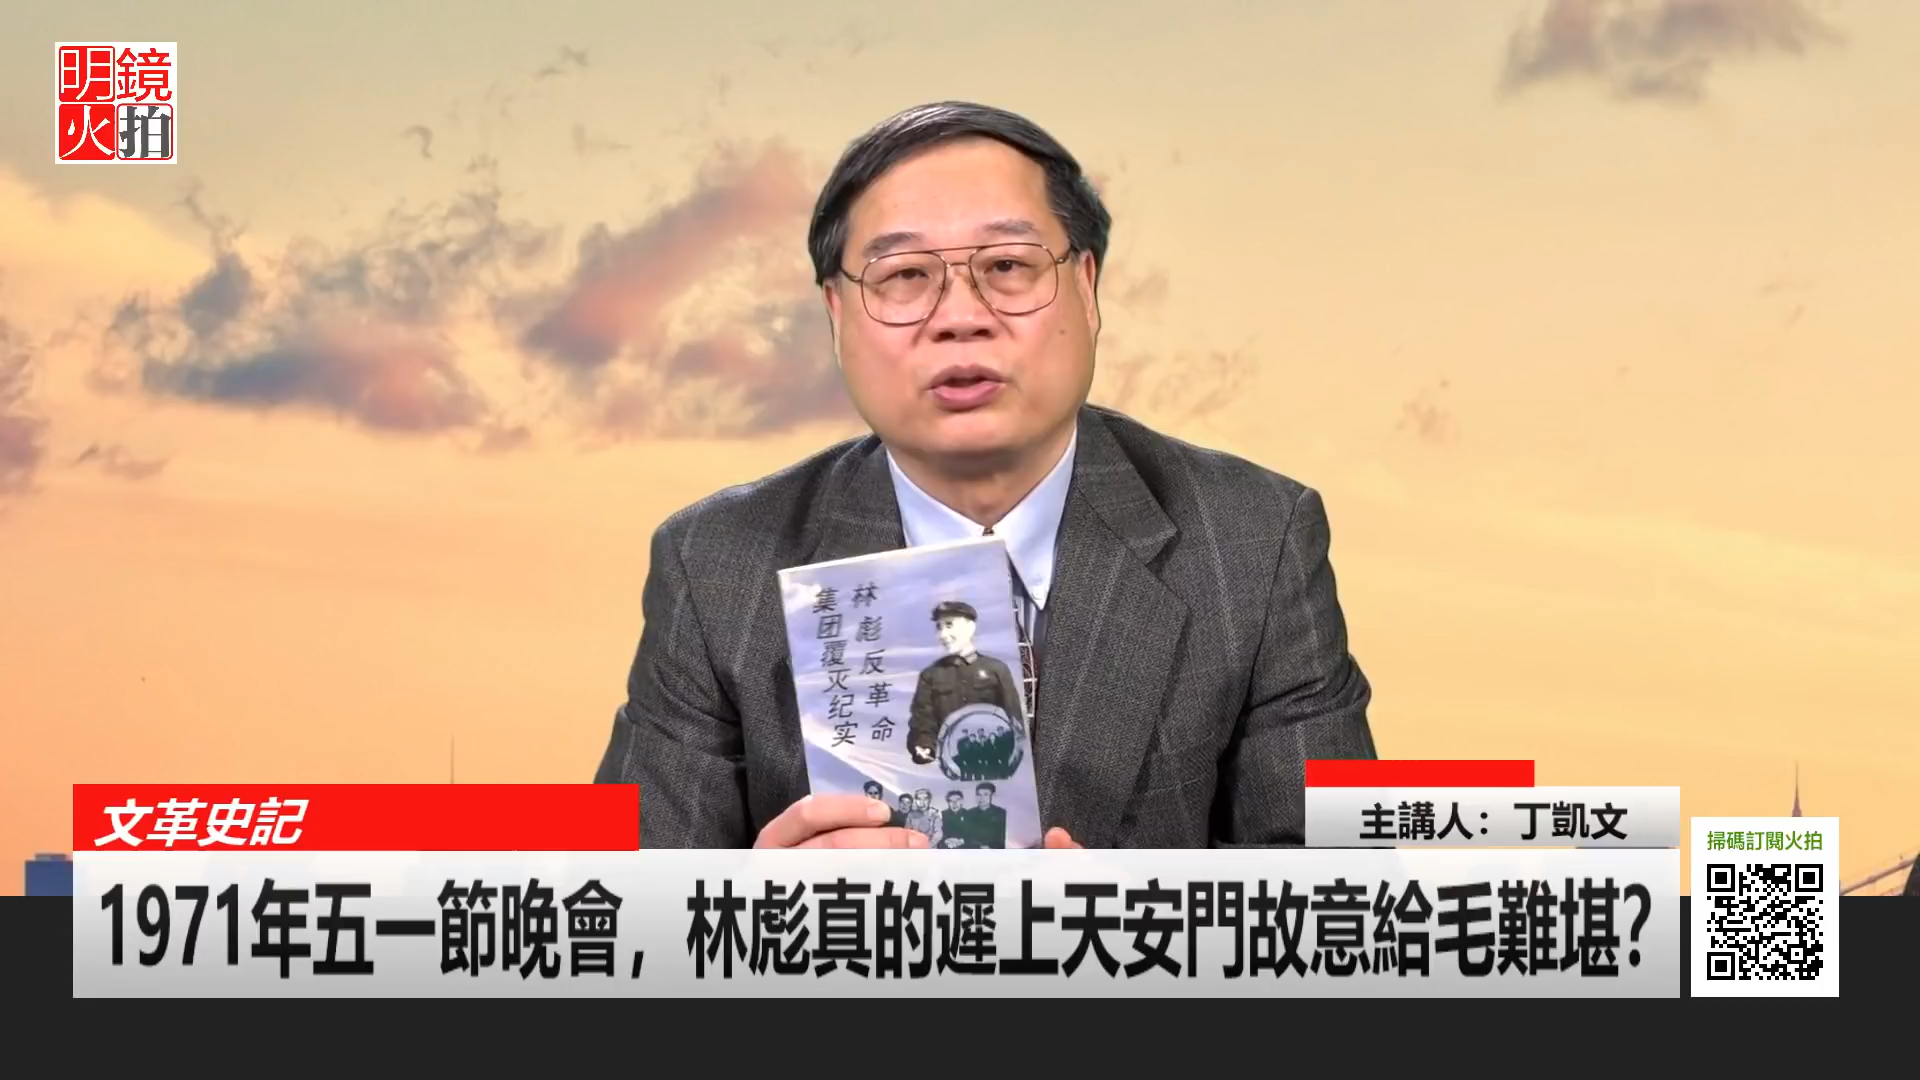 明鏡
火拍
林彪反革命
集团覆灭纪实
文革史記
主講人：丁凱文
1971年五一節晚會，林彪真的遲上天安門故意給毛難堪？
掃碼訂閱火拍